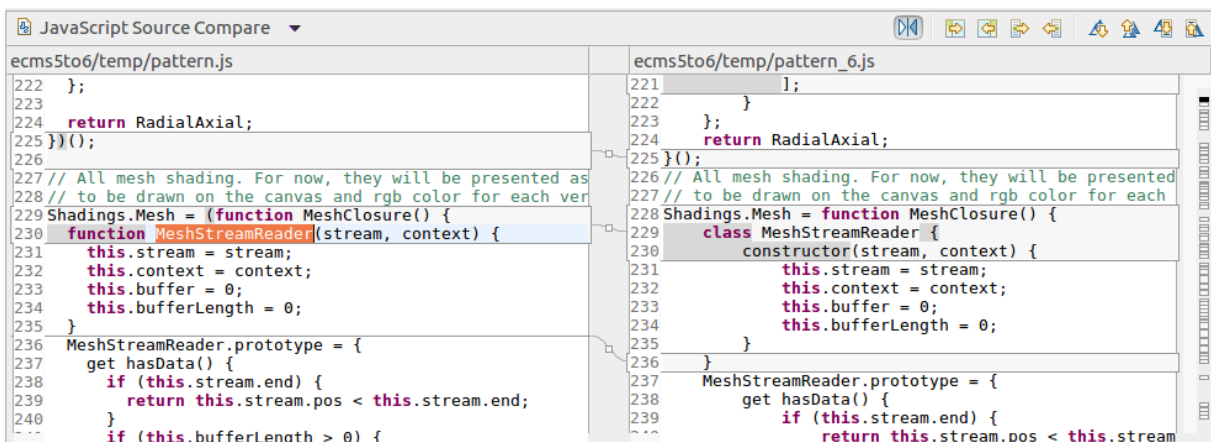 JavaScript Source Compare
ecms5to6/temp/pattern.js
222 };
223
224 return RadialAxial;
225 })();
226
227 // All mesh shading. For now, they will be presented as
228 // to be drawn on the canvas and rgb color for each ver
229 Shadings.Mesh = (function MeshClosure() {
230 function MeshStreamReader(stream, context) {
231 this.stream = stream;
232 this.context = context;
233 this.buffer = 0;
234 this.bufferLength = 0;
235 }
236 MeshStreamReader.prototype = {
237 get hasData() {
238 if (this.stream.end) {
239 return this.stream.pos < this.stream.end;
240 }
if (this.bufferLength > 0) {
ecms5to6/temp/pattern_6.js
221 ];
222 }
223 };
224 return RadialAxial;
225 }();
226 // All mesh shading. For now, they will be presented
227 // to be drawn on the canvas and rgb color for each
228 Shadings.Mesh = function MeshClosure() {
229 class MeshStreamReader {
230 constructor(stream, context) {
231 this.stream = stream;
232 this.context = context;
233 this.buffer = 0;
234 this.bufferLength = 0;
235 }
236 }
237 MeshStreamReader.prototype = {
238 get hasData() {
239 if (this.stream.end) {
return this.stream.pos < this.stream